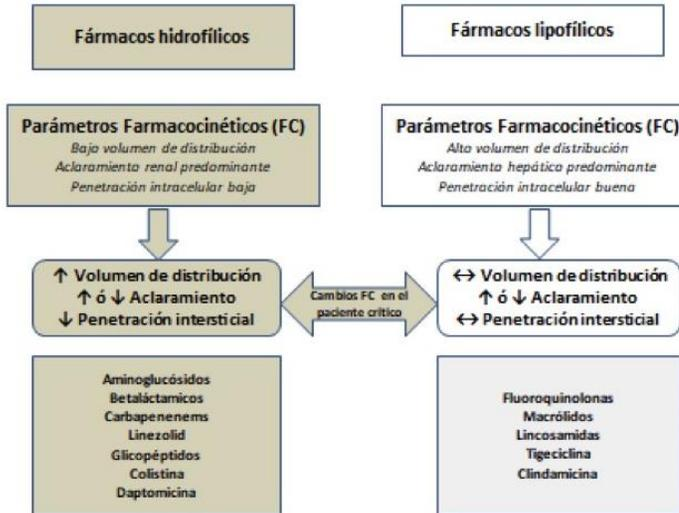 Fármacos hidrofílicos
Fármacos lipofílicos
Parámetros Farmacocinéticos (FC)
Bajo volumen de distribución
Aclaramiento renal predominante
Penetración intracelular baja
Parámetros Farmacocinéticos (FC)
Alto volumen de distribución
Aclaramiento hepático predominante
Penetración intracelular buena
↑ Volumen de distribución
↑ ó ↓ Aclaramiento
↓ Penetración intersticial
Cambios FC en el
paciente crítico
↔ Volumen de distribución
↑ ó ↓ Aclaramiento
↔ Penetración intersticial
Aminoglucósidos
Betaláctamicos
Carbapenenems
Linezolid
Glicopéptidos
Colistina
Daptomicina
Fluoroquinolonas
Macrólidos
Lincosamidas
Tigeciclina
Clindamicina